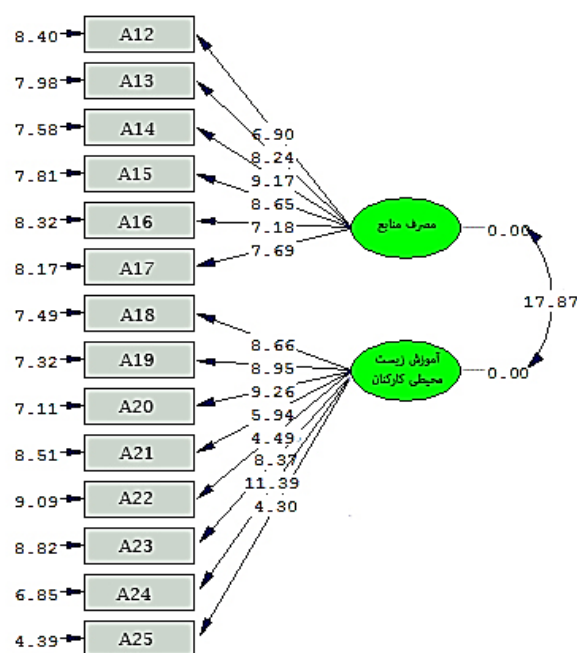 8.40 A12
7.98 A13
7.58 A14
7.81 A15
8.32 A16
8.17 A17
7.49 A18
7.32 A19
7.11 A20
8.51 A21
9.09 A22
8.82 A23
6.85 A24
4.39 A25
6.90
8.24
9.17
8.65
7.18
7.69
8.66
8.95
9.26
5.94
4.49
8.37
11.39
4.30
مصرف منابع
0.00
آموزش زیست
محیطی کارکنان
0.00
17.87